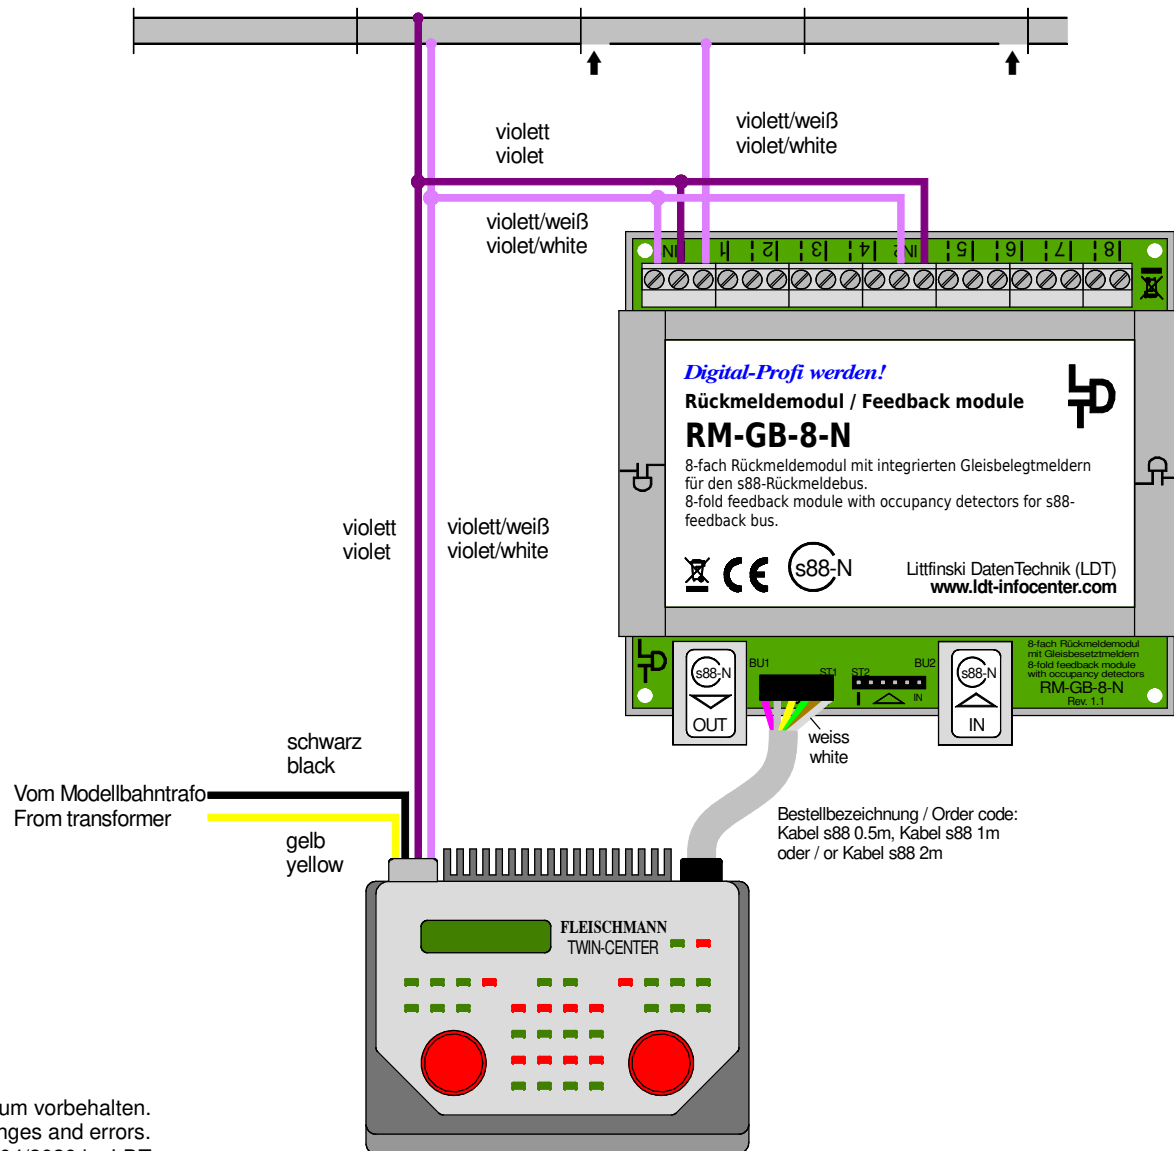 violett
violet
violett/weiß
violet/white
violett/weiß
violet/white
IN1 1 2 3 4 IN2 5 6 7 8
Digital-Profi werden!
Rückmeldemodul / Feedback module
RM-GB-8-N
8-fach Rückmeldemodul mit integrierten Gleisbelegtmeldern
für den s88-Rückmeldebus.
8-fold feedback module with occupancy detectors for s88-
feedback bus.
LTD
s88-N
Littfinski DatenTechnik (LDT)
www.ldt-infocenter.com
CE
violett
violet
violett/weiß
violet/white
LTD
s88-N
OUT
BU1
ST1
ST2
BU2
IN
s88-N
IN
8-fach Rückmeldemodul
mit Gleisbesetztmeldern
8-fold feedback module
with occupancy detectors
RM-GB-8-N
Rev. 1.1
weiss
white
schwarz
black
Vom Modellbahntrafo
From transformer
gelb
yellow
Bestellbezeichnung / Order code:
Kabel s88 0.5m, Kabel s88 1m
oder / or Kabel s88 2m
FLEISCHMANN
TWIN-CENTER
um vorbehalten.
nges and errors.